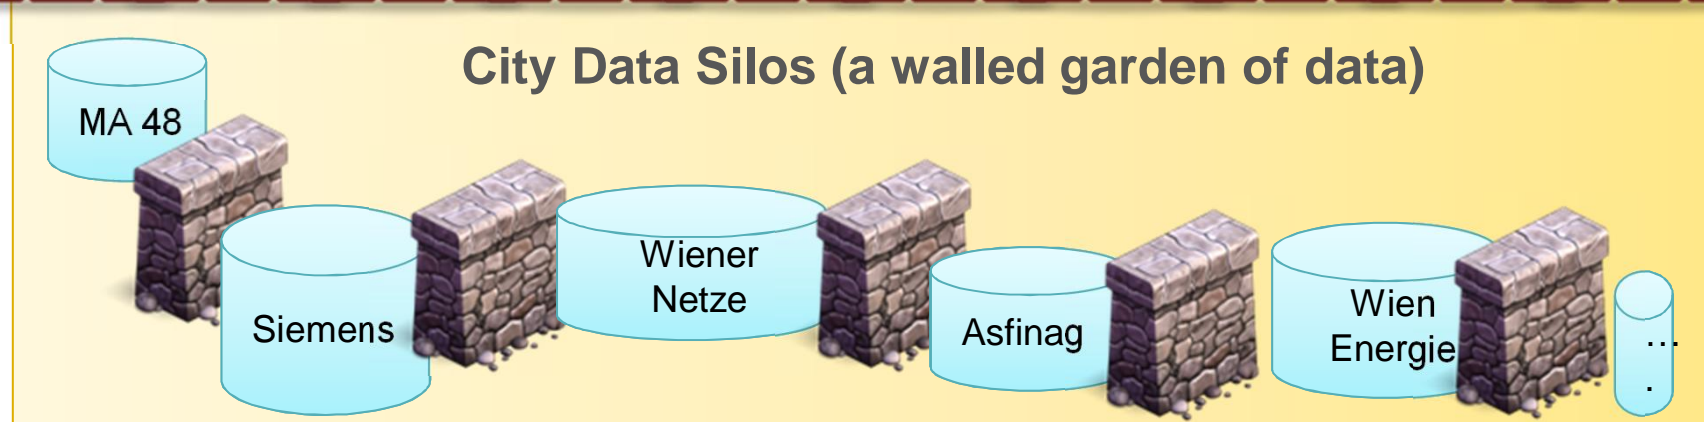 City Data Silos (a walled garden of data)
MA 48
Siemens
Wiener
Netze
Asfinag
Wien
Energie
...
.